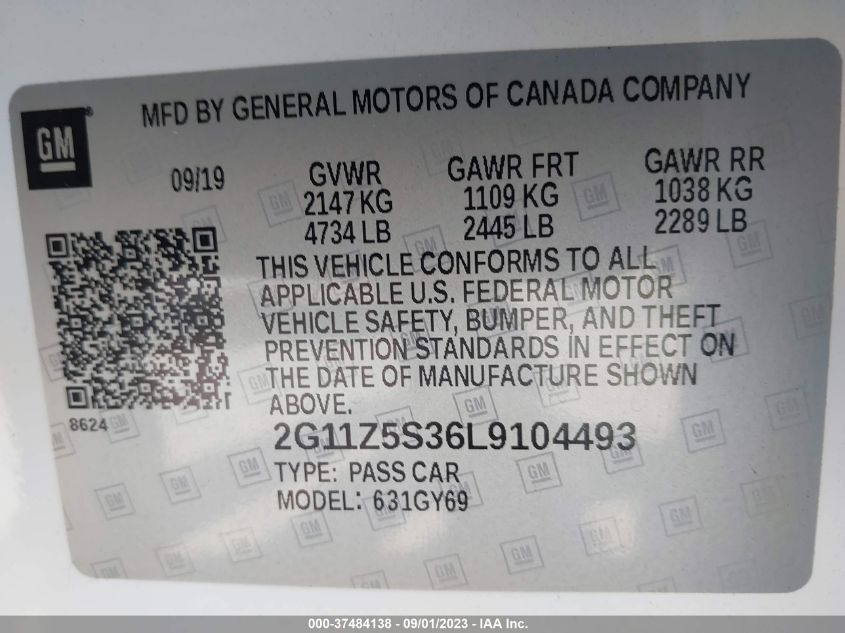 MFD BY GENERAL MOTORS OF CANADA COMPANY
GM
09/19
GVWR GAWR FRT GAWR RR
2147 KG 1109 KG 1038 KG
4734 LB 2445 LB 2289 LB
THIS VEHICLE CONFORMS TO ALL
APPLICABLE U.S. FEDERAL MOTOR
VEHICLE SAFETY, BUMPER, AND THEFT
PREVENTION STANDARDS IN EFFECT ON
THE DATE OF MANUFACTURE SHOWN
ABOVE.
8624
2G11Z5S36L9104493
TYPE: PASS CAR
MODEL: 631GY69
000-37484138 - 09/01/2023 - IAA Inc.